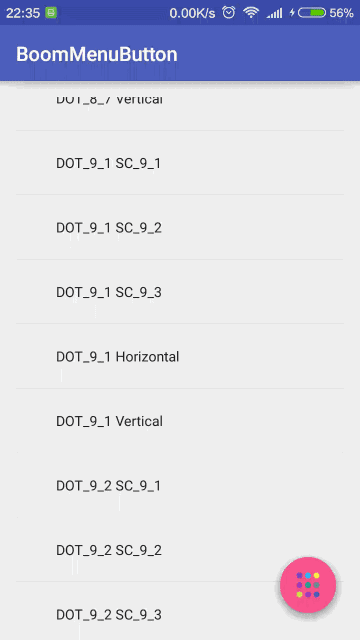 22:35 0.00K/s 56%
BoomMenuButton
DOT_8_7 Vertical
DOT_9_1 SC_9_1
DOT_9_1 SC_9_2
DOT_9_1 SC_9_3
DOT_9_1 Horizontal
DOT_9_1 Vertical
DOT_9_2 SC_9_1
DOT_9_2 SC_9_2
DOT_9_2 SC_9_3